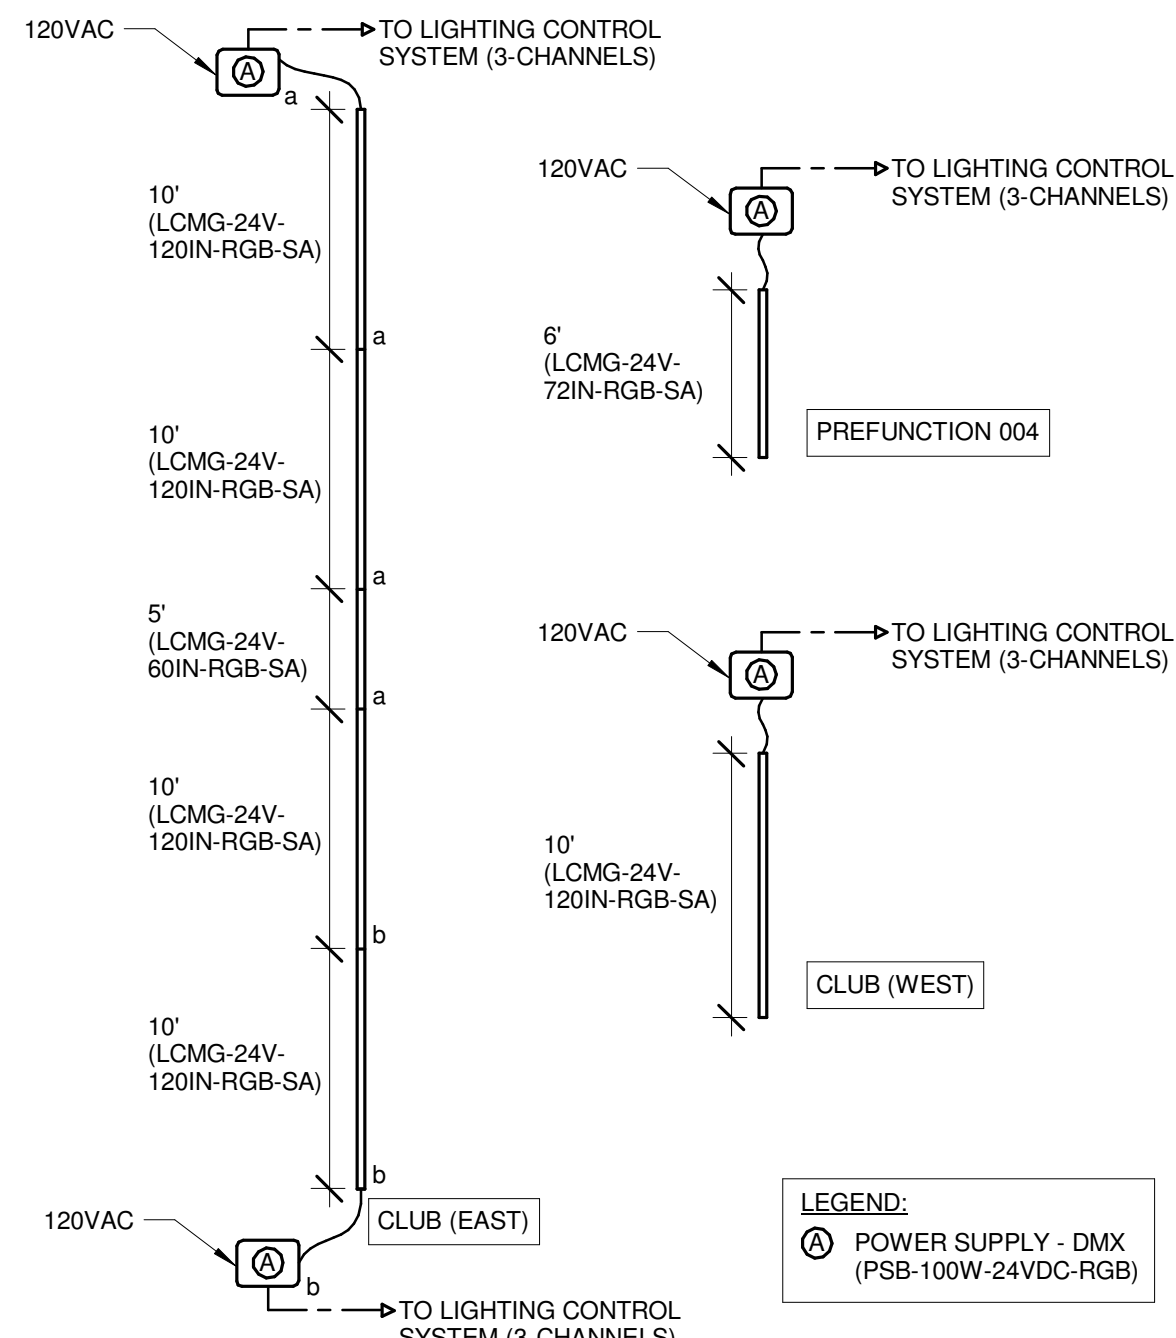 120VAC
TO LIGHTING CONTROL
SYSTEM (3-CHANNELS)
A
a
10'
(LCMG-24V-
120IN-RGB-SA)
a
10'
(LCMG-24V-
120IN-RGB-SA)
a
5'
(LCMG-24V-
60IN-RGB-SA)
a
10'
(LCMG-24V-
120IN-RGB-SA)
b
10'
(LCMG-24V-
120IN-RGB-SA)
b
120VAC
CLUB (EAST)
A
b
TO LIGHTING CONTROL
SYSTEM (3-CHANNELS)
120VAC
TO LIGHTING CONTROL
SYSTEM (3-CHANNELS)
A
6'
(LCMG-24V-
72IN-RGB-SA)
PREFUNCTION 004
120VAC
TO LIGHTING CONTROL
SYSTEM (3-CHANNELS)
A
10'
(LCMG-24V-
120IN-RGB-SA)
CLUB (WEST)
LEGEND:
A POWER SUPPLY - DMX
(PSB-100W-24VDC-RGB)